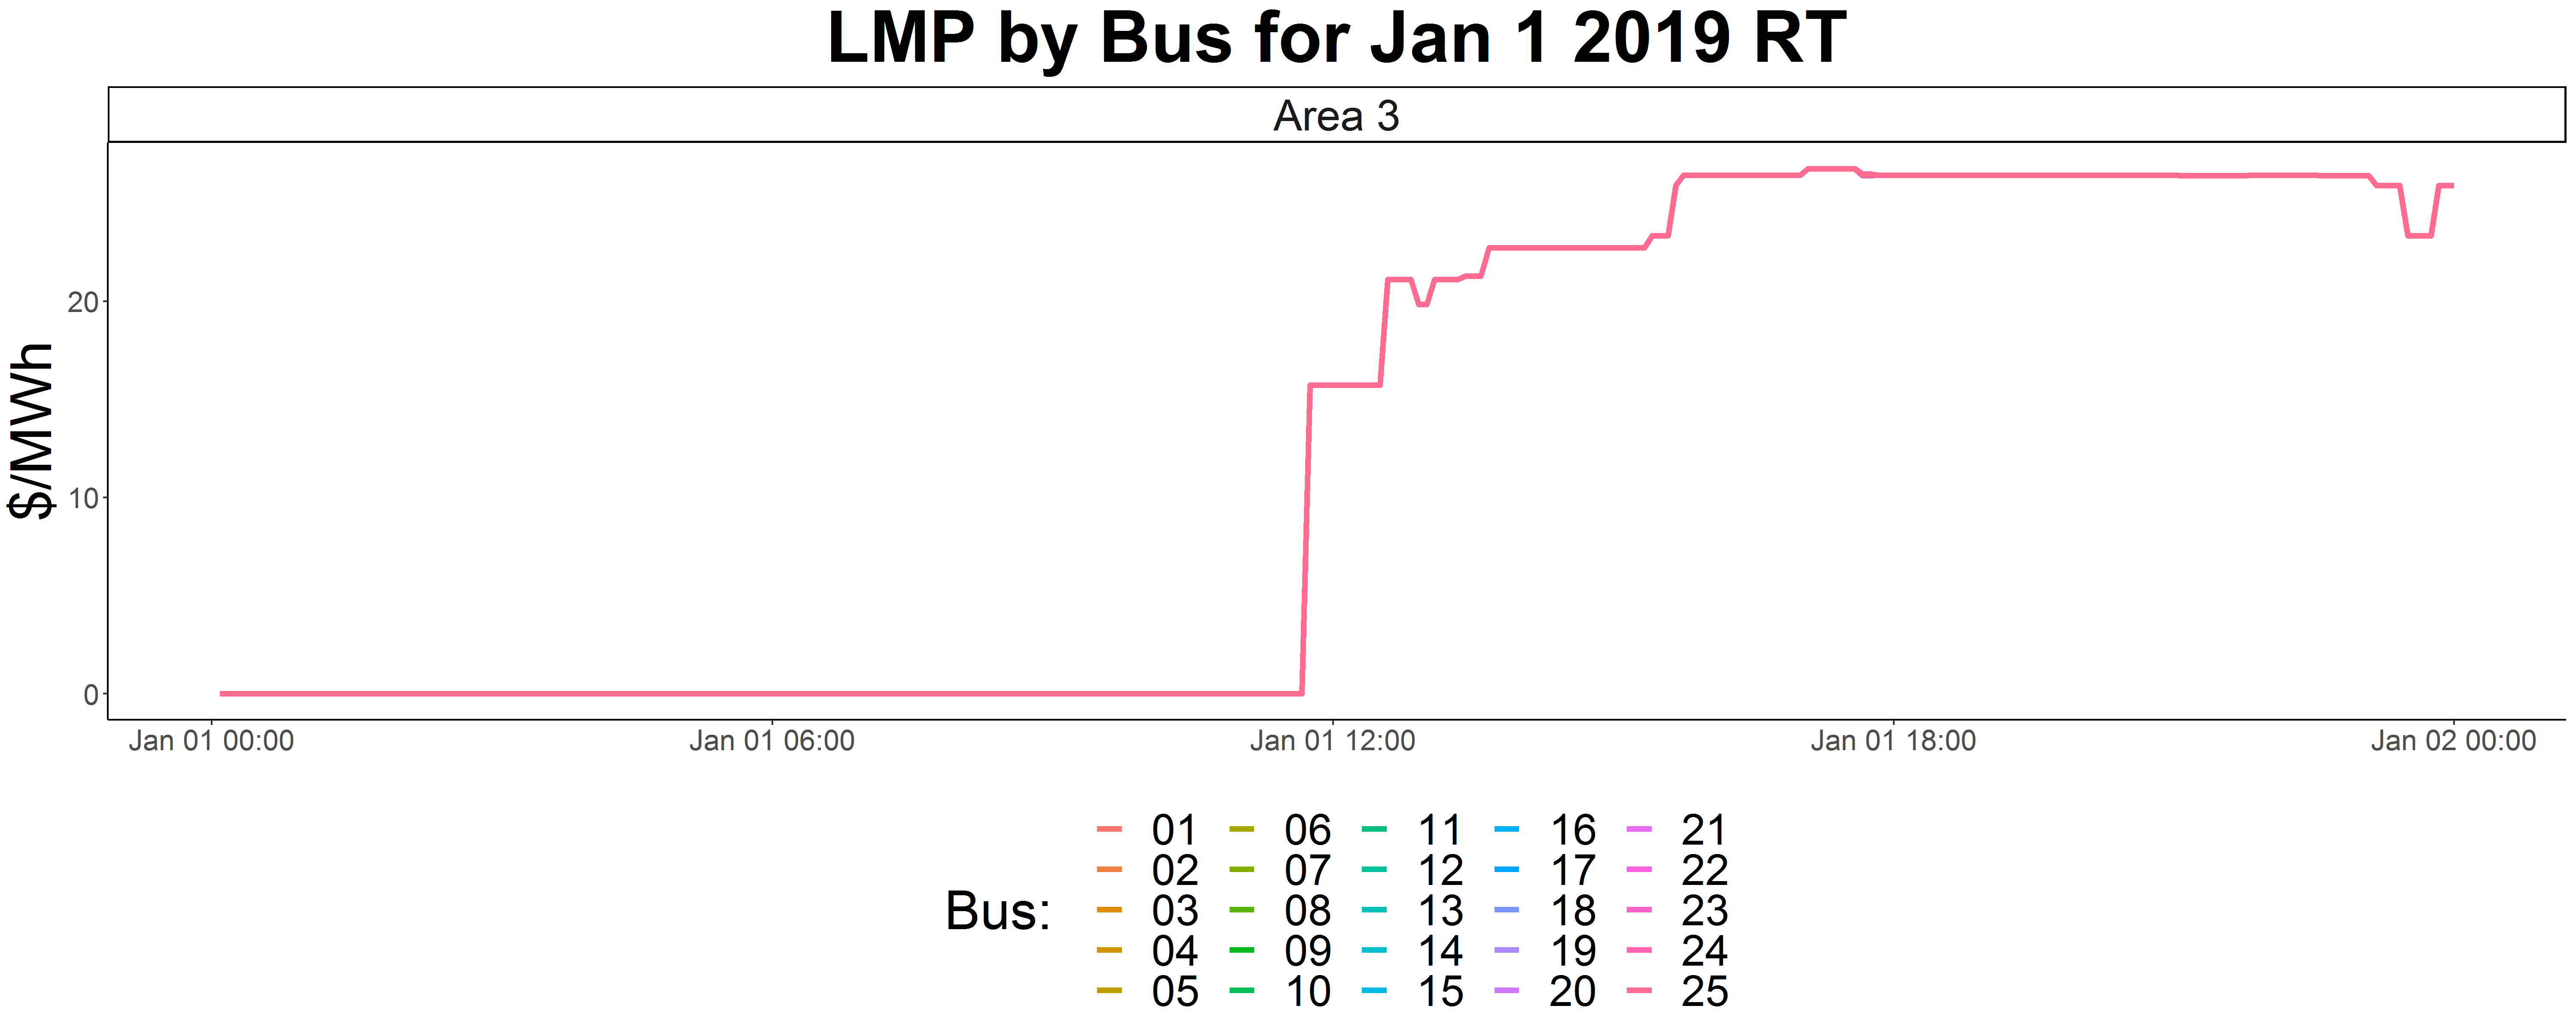 LMP by Bus for Jan 1 2019 RT
Area 3
$/MWh
20
10
0
Jan 01 00:00 Jan 01 06:00 Jan 01 12:00 Jan 01 18:00 Jan 02 00:00
Bus:
01 06 11 16 21
02 07 12 17 22
03 08 13 18 23
04 09 14 19 24
05 10 15 20 25